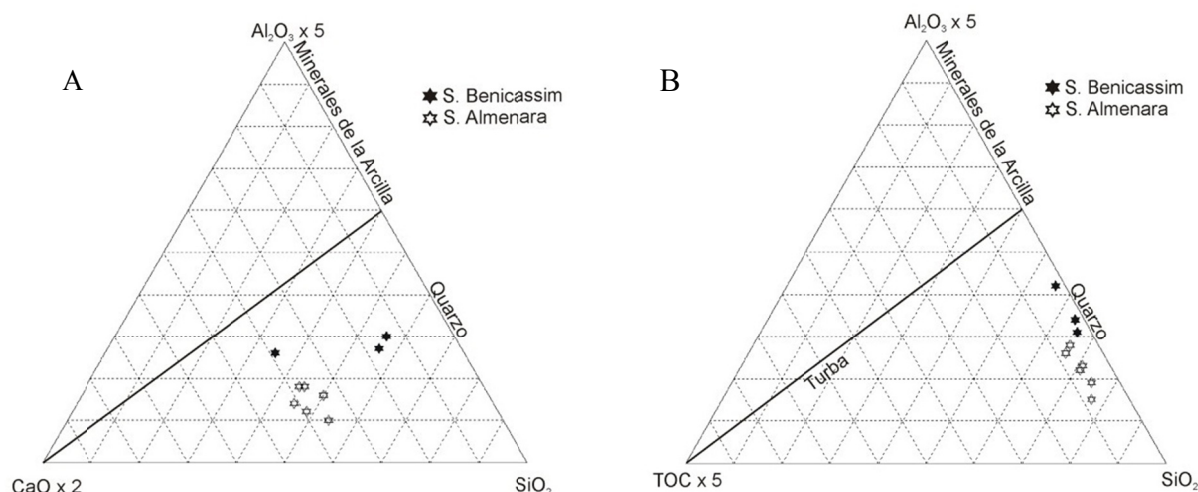 A
Al₂O₃ x 5
Minerales de la Arcilla
S. Benicassim
S. Almenara
Quarzo
CaO x 2
SiO₂
B
Al₂O₃ x 5
Minerales de la Arcilla
S. Benicassim
S. Almenara
Quarzo
Turba
TOC x 5
SiO₂